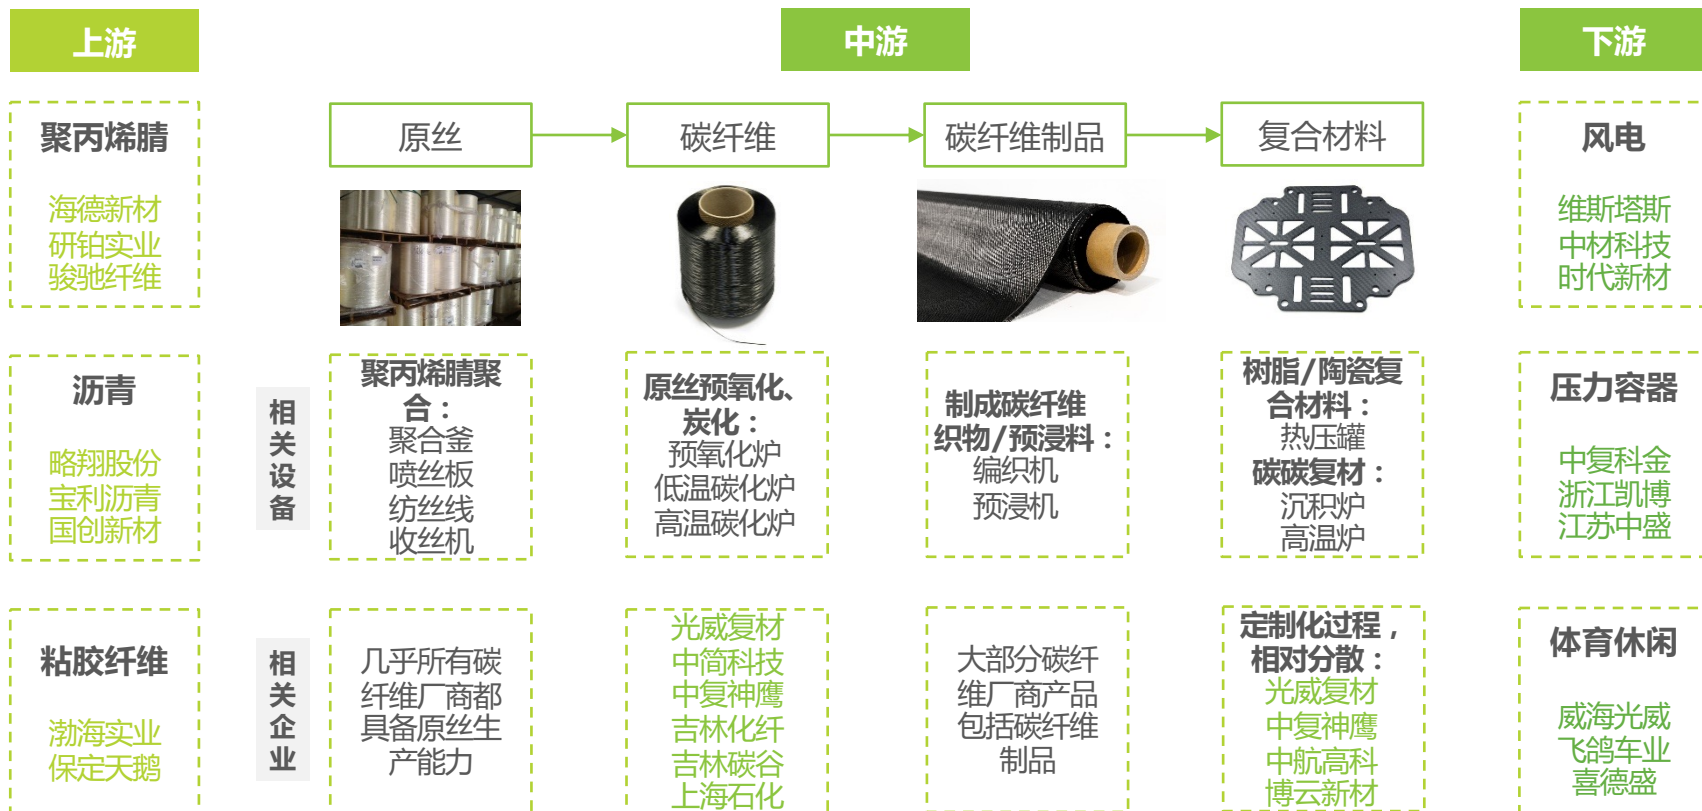 上游
中游
下游
聚丙烯腈
海德新材
研铂实业
骏驰纤维
原丝
碳纤维
碳纤维制品
复合材料
风电
维斯塔斯
中材科技
时代新材
沥青
略翔股份
宝利沥青
国创新材
相
关
设
备
聚丙烯腈聚
合：
聚合釜
喷丝板
纺丝线
收丝机
原丝预氧化、
炭化：
预氧化炉
低温碳化炉
高温碳化炉
制成碳纤维
织物/预浸料：
编织机
预浸机
树脂/陶瓷复
合材料：
热压罐
碳碳复材：
沉积炉
高温炉
压力容器
中复科金
浙江凯博
江苏中盛
粘胶纤维
渤海实业
保定天鹅
相
关
企
业
几乎所有碳
纤维厂商都
具备原丝生
产能力
光威复材
中简科技
中复神鹰
吉林化纤
吉林碳谷
上海石化
大部分碳纤
维厂商产品
包括碳纤维
制品
定制化过程，
相对分散：
光威复材
中复神鹰
中航高科
博云新材
体育休闲
威海光威
飞鸽车业
喜德盛